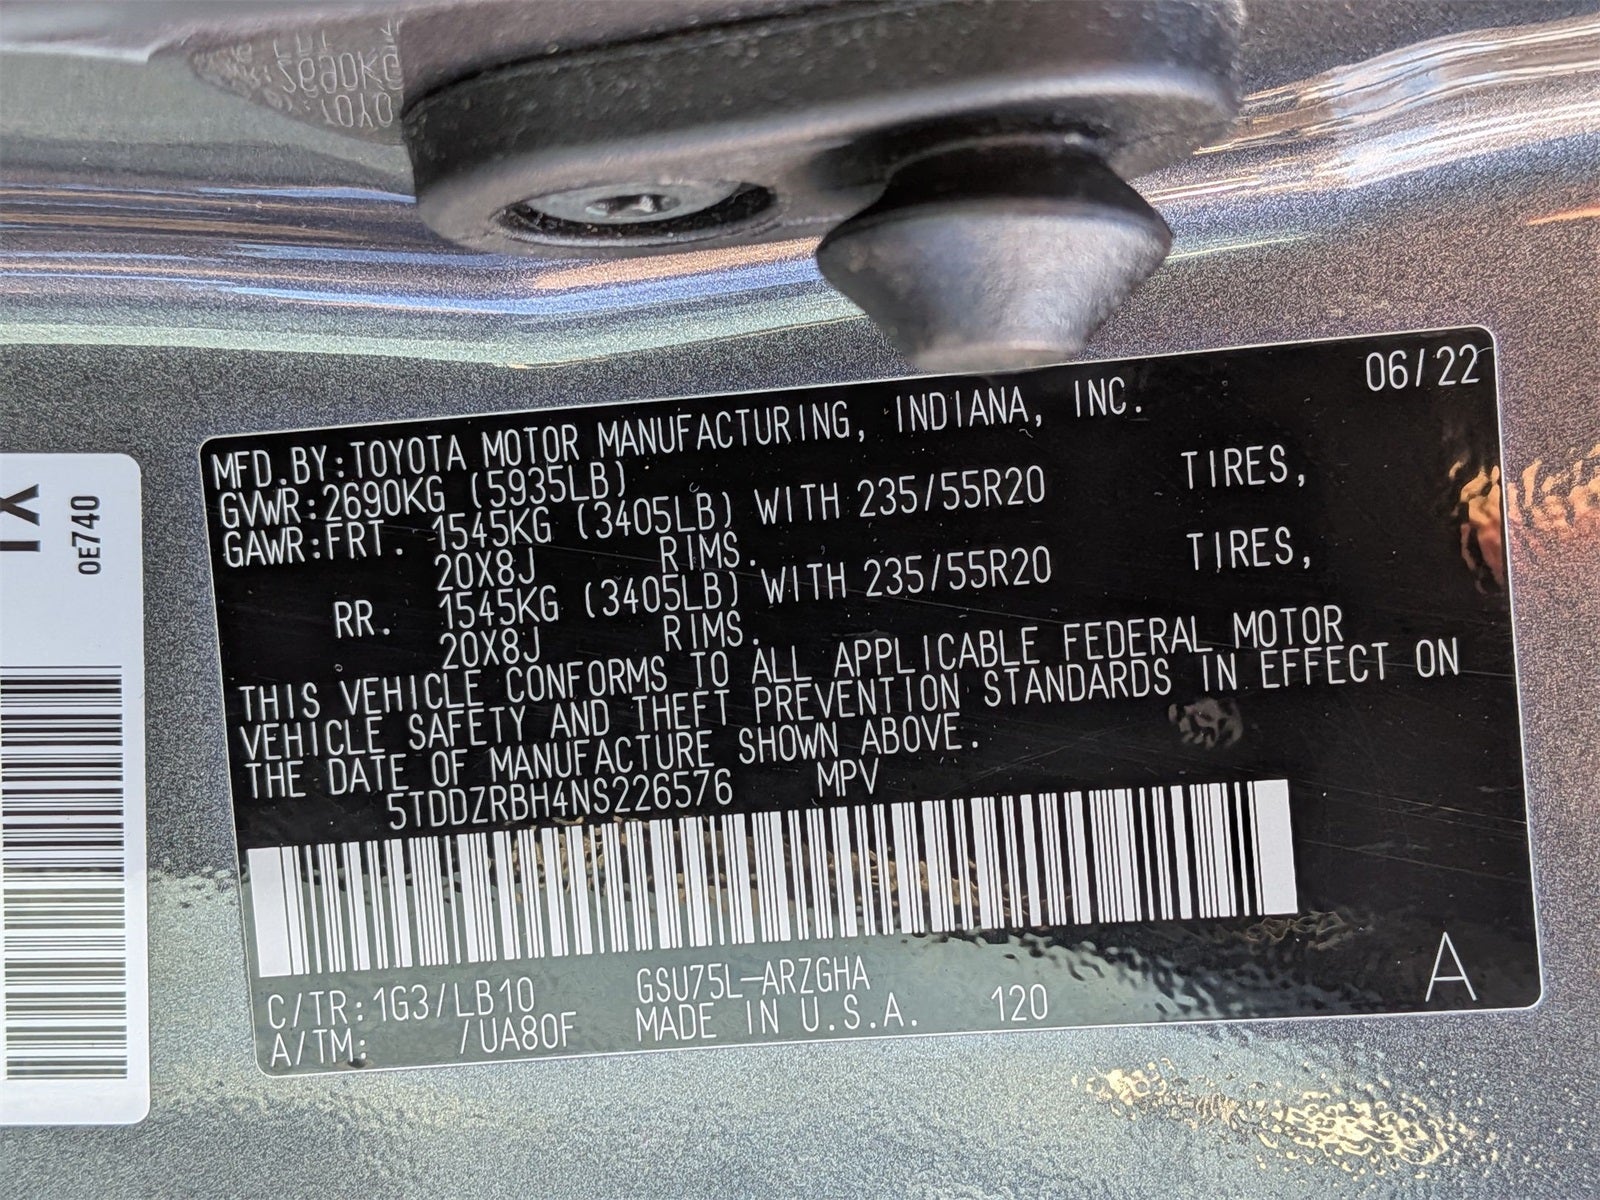 MFD.BY:TOYOTA MOTOR MANUFACTURING, INDIANA, INC. 06/22
GVWR:2690KG (5935LB)
GAWR:FRT. 1545KG (3405LB) WITH 235/55R20 TIRES,
20X8J RIMS.
RR. 1545KG (3405LB) WITH 235/55R20 TIRES,
20X8J RIMS.
THIS VEHICLE CONFORMS TO ALL APPLICABLE FEDERAL MOTOR
VEHICLE SAFETY AND THEFT PREVENTION STANDARDS IN EFFECT ON
THE DATE OF MANUFACTURE SHOWN ABOVE.
5TDDZRBH4NS226576 MPV
C/TR:1G3/LB10 GSU75L-ARZGHA
A/TM: /UA80F MADE IN U.S.A. 120 A
0E740